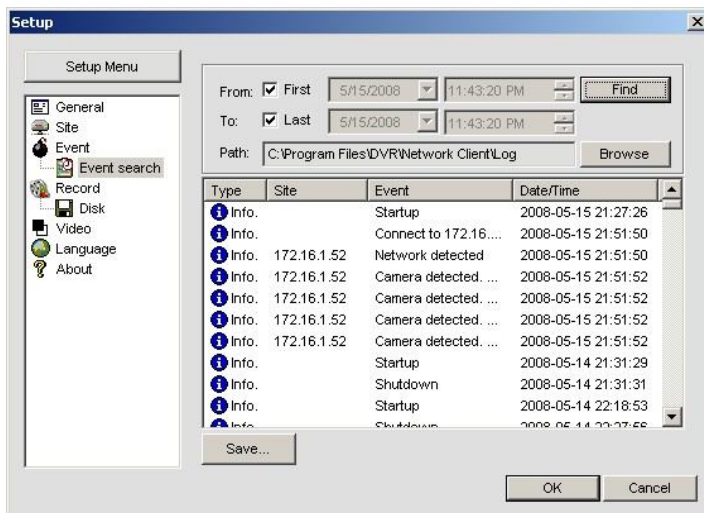 Setup
Setup Menu
General
Site
Event
Event search
Record
Disk
Video
Language
About
From: First 5/15/2008 11:43:20 PM Find
To: Last 5/15/2008 11:43:20 PM
Path: C:\Program Files\DVR\Network Client\Log Browse
Type Site Event Date/Time
Info. Startup 2008-05-15 21:27:26
Info. Connect to 172.16....
Info. 172.16.1.52 Network detected 2008-05-15 21:51:50
Info. 172.16.1.52 Camera detected. ... 2008-05-15 21:51:52
Info. 172.16.1.52 Camera detected. ... 2008-05-15 21:51:52
Info. 172.16.1.52 Camera detected. ... 2008-05-15 21:51:52
Info. 172.16.1.52 Camera detected. ... 2008-05-15 21:51:52
Info. Startup 2008-05-14 21:31:29
Info. Shutdown 2008-05-14 21:31:31
Info. Startup 2008-05-14 22:18:53
Info. Shutdown 2008-05-14 22:27:56
Save...
OK Cancel